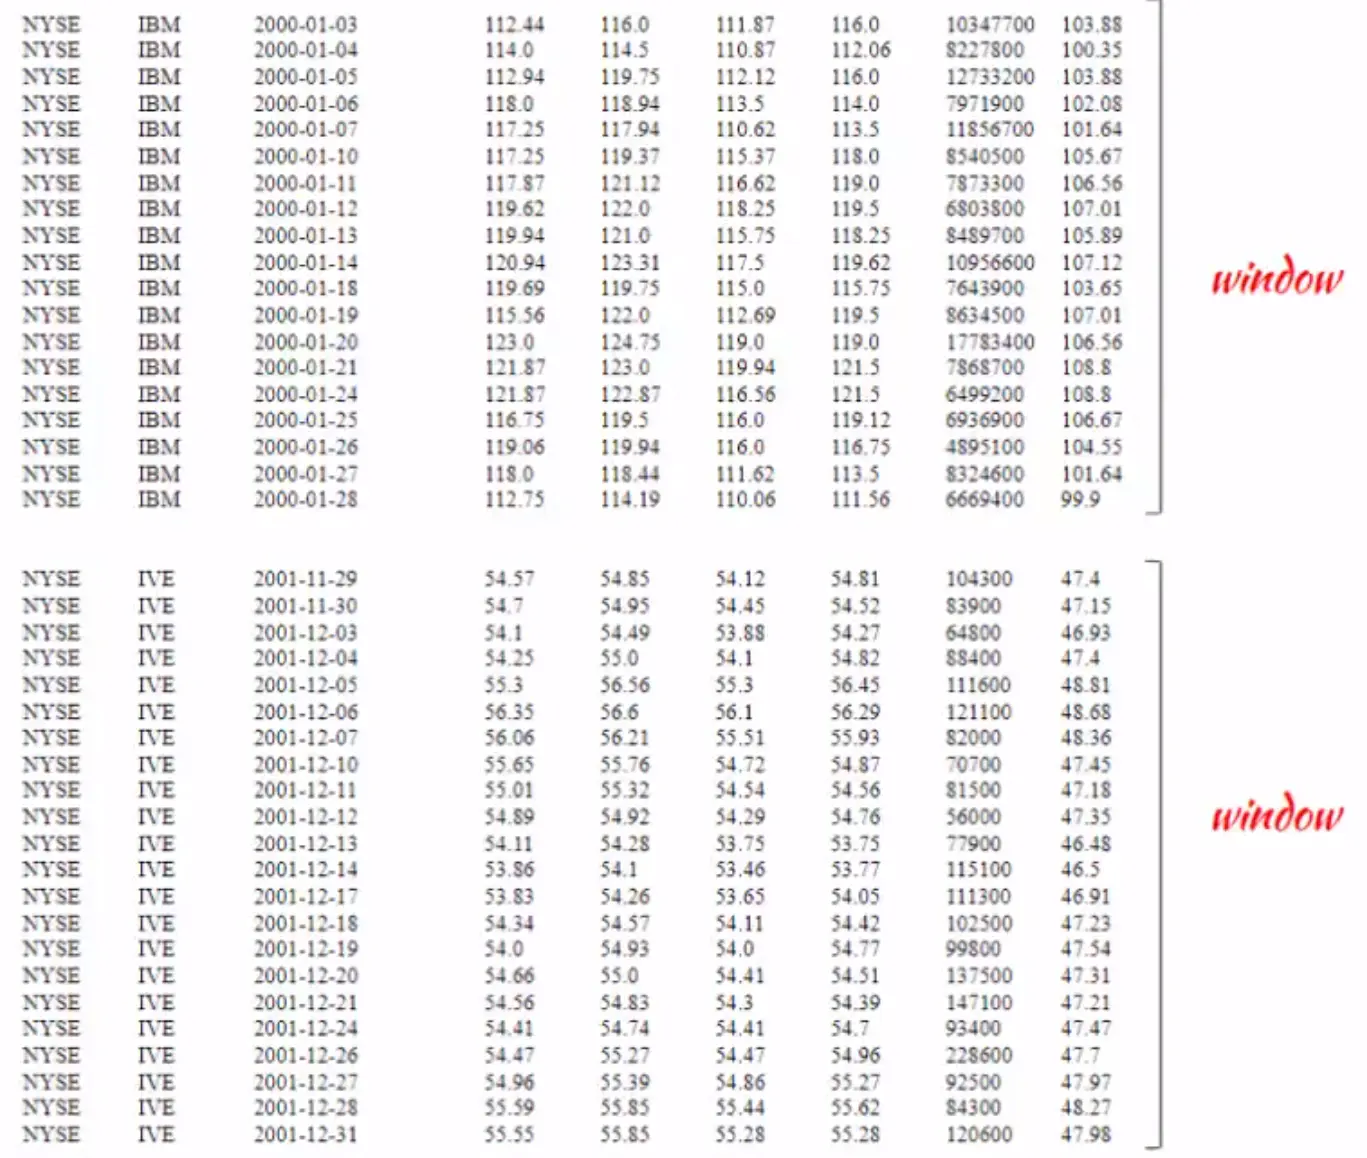 NYSE IBM 2000-01-03 112.44 116.0 111.87 116.0 10347700 103.88
NYSE IBM 2000-01-04 114.0 114.5 110.87 112.06 8227800 100.35
NYSE IBM 2000-01-05 112.94 119.75 112.12 116.0 12733200 103.88
NYSE IBM 2000-01-06 118.0 118.94 113.5 114.0 7971900 102.08
NYSE IBM 2000-01-07 117.25 117.94 110.62 113.5 11856700 101.64
NYSE IBM 2000-01-10 117.25 119.37 115.37 118.0 8540500 105.67
NYSE IBM 2000-01-11 117.87 121.12 116.62 119.0 7873300 106.56
NYSE IBM 2000-01-12 119.62 122.0 118.25 119.5 6803800 107.01
NYSE IBM 2000-01-13 119.94 121.0 115.75 118.25 8489700 105.89
NYSE IBM 2000-01-14 120.94 123.31 117.5 119.62 10956600 107.12
window
NYSE IBM 2000-01-18 119.69 119.75 115.0 115.75 7643900 103.65
NYSE IBM 2000-01-19 115.56 122.0 112.69 119.5 8634500 107.01
NYSE IBM 2000-01-20 123.0 124.75 119.0 119.0 17783400 106.56
NYSE IBM 2000-01-21 121.87 123.0 119.94 121.5 7868700 108.8
NYSE IBM 2000-01-24 121.87 122.87 116.56 121.5 6499200 108.8
NYSE IBM 2000-01-25 116.75 119.5 116.0 119.12 6936900 106.67
NYSE IBM 2000-01-26 119.06 119.94 116.0 116.75 4895100 104.55
NYSE IBM 2000-01-27 118.0 118.44 111.62 113.5 8324600 101.64
NYSE IBM 2000-01-28 112.75 114.19 110.06 111.56 6669400 99.9
NYSE IVE 2001-11-29 54.57 54.85 54.12 54.81 104300 47.4
NYSE IVE 2001-11-30 54.7 54.95 54.45 54.52 83900 47.15
NYSE IVE 2001-12-03 54.1 54.49 53.88 54.27 64800 46.93
NYSE IVE 2001-12-04 54.25 55.0 54.1 54.82 88400 47.4
NYSE IVE 2001-12-05 55.3 56.56 55.3 56.45 111600 48.81
NYSE IVE 2001-12-06 56.35 56.6 56.1 56.29 121100 48.68
NYSE IVE 2001-12-07 56.06 56.21 55.51 55.93 82000 48.36
NYSE IVE 2001-12-10 55.65 55.76 54.72 54.87 70700 47.45
NYSE IVE 2001-12-11 55.01 55.32 54.54 54.56 81500 47.18
NYSE IVE 2001-12-12 54.89 54.92 54.29 54.76 56000 47.35
window
NYSE IVE 2001-12-13 54.11 54.28 53.75 53.75 77900 46.48
NYSE IVE 2001-12-14 53.86 54.1 53.46 53.77 115100 46.5
NYSE IVE 2001-12-17 53.83 54.26 53.65 54.05 111300 46.91
NYSE IVE 2001-12-18 54.34 54.57 54.11 54.42 102500 47.23
NYSE IVE 2001-12-19 54.0 54.93 54.0 54.77 99800 47.54
NYSE IVE 2001-12-20 54.66 55.0 54.41 54.51 137500 47.31
NYSE IVE 2001-12-21 54.56 54.83 54.3 54.39 147100 47.21
NYSE IVE 2001-12-24 54.41 54.74 54.41 54.7 93400 47.47
NYSE IVE 2001-12-26 54.47 55.27 54.47 54.96 228600 47.7
NYSE IVE 2001-12-27 54.96 55.39 54.86 55.27 92500 47.97
NYSE IVE 2001-12-28 55.59 55.85 55.44 55.62 84300 48.27
NYSE IVE 2001-12-31 55.55 55.85 55.28 55.28 120600 47.98